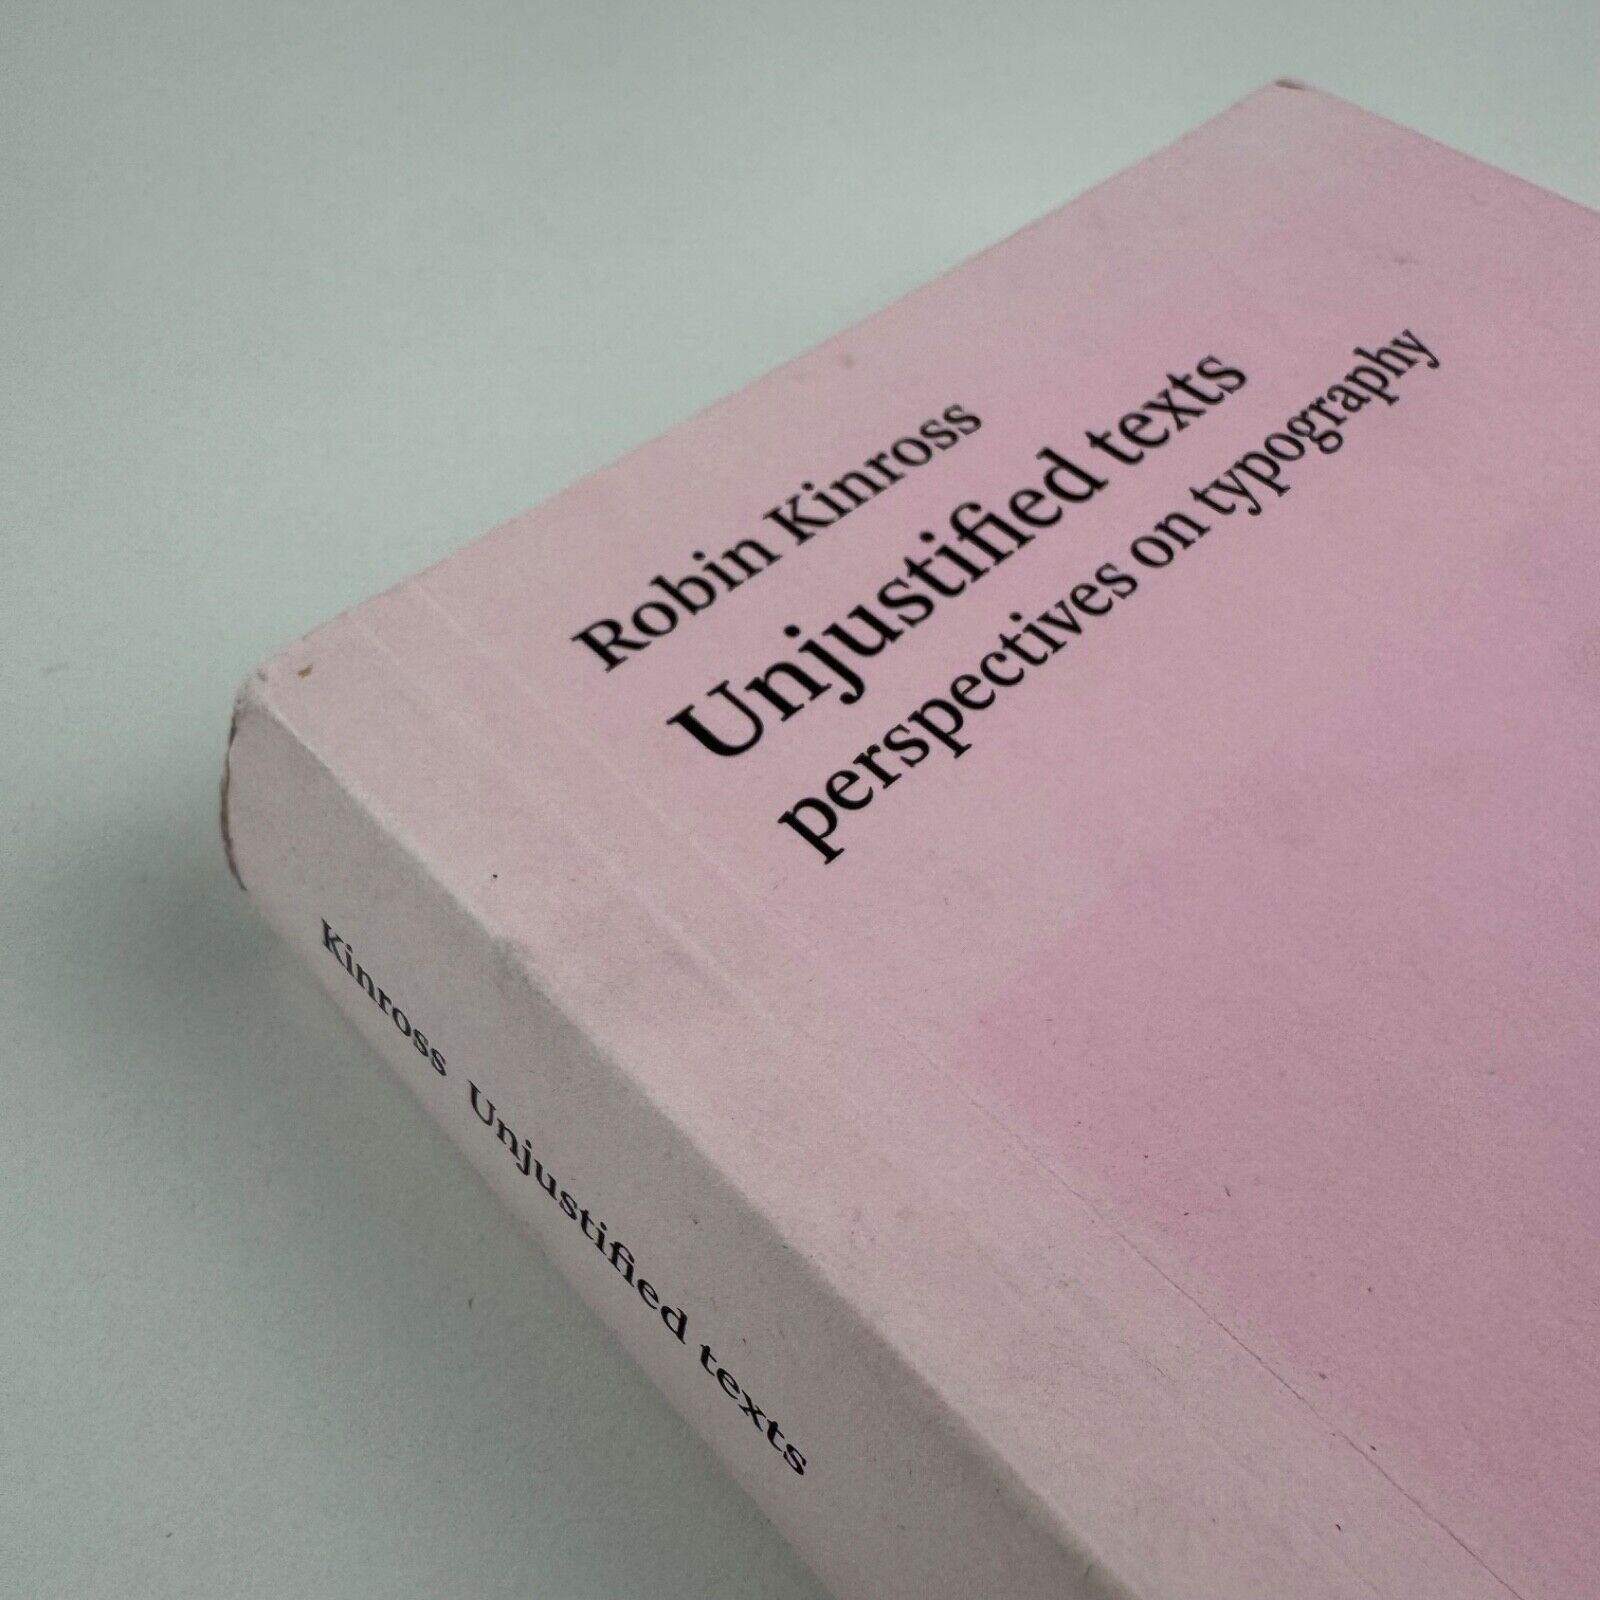 Robin Kinross
Unjustified texts
perspectives on typography
Kinross Unjustified texts